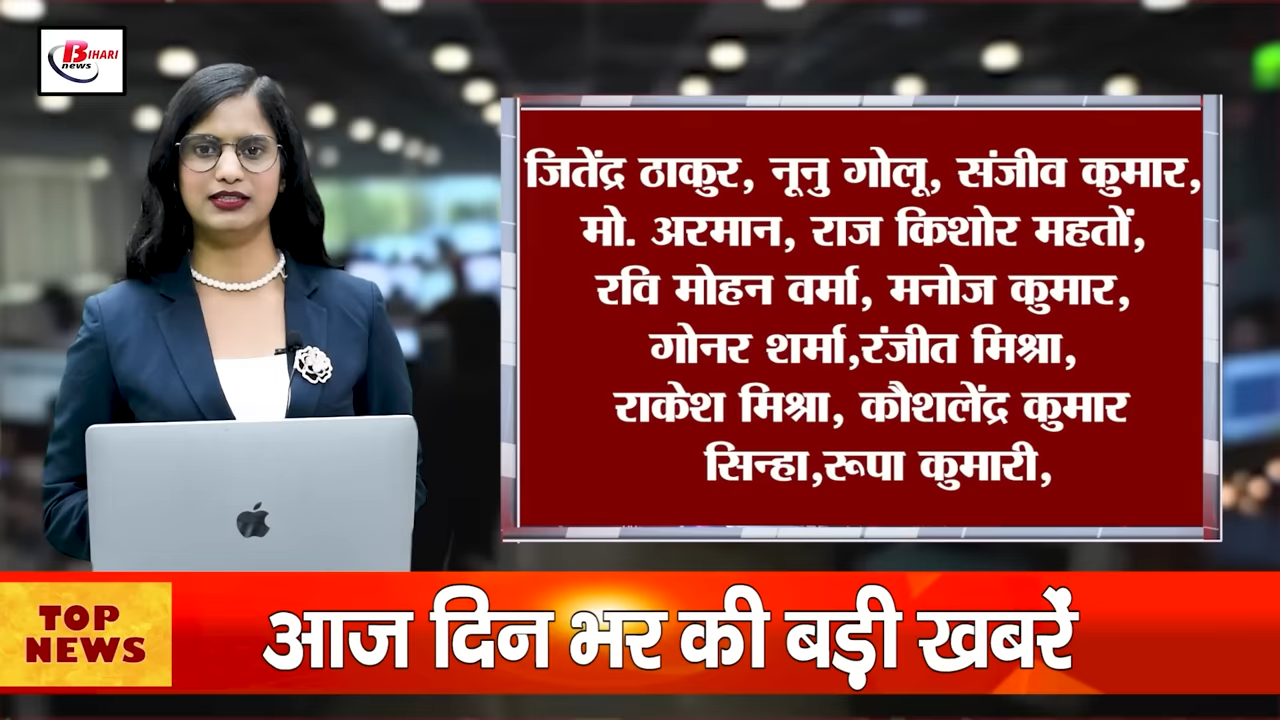 BIHARI
news
जितेंद्र ठाकुर, नूनु गोलू, संजीव कुमार,
मो. अरमान, राज किशोर महतों,
रवि मोहन वर्मा, मनोज कुमार,
गोनर शर्मा,रंजीत मिश्रा,
राकेश मिश्रा, कौशलेंद्र कुमार
सिन्हा,रूपा कुमारी,
TOP
NEWS
आज दिन भर की बड़ी खबरें